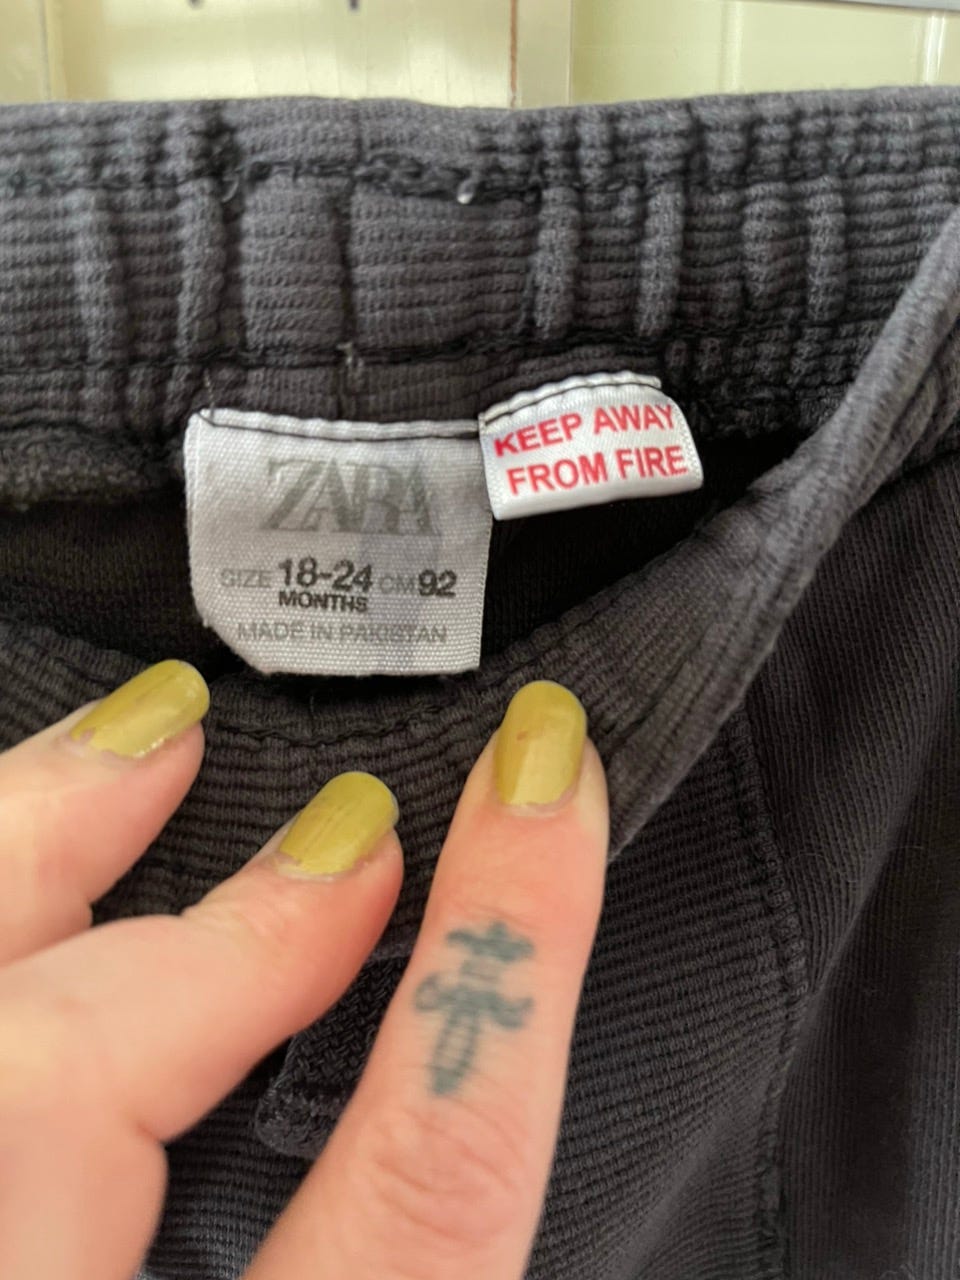 ZARA
SIZE 18-24 CM 92
MONTHS
MADE IN PAKISTAN
KEEP AWAY
FROM FIRE